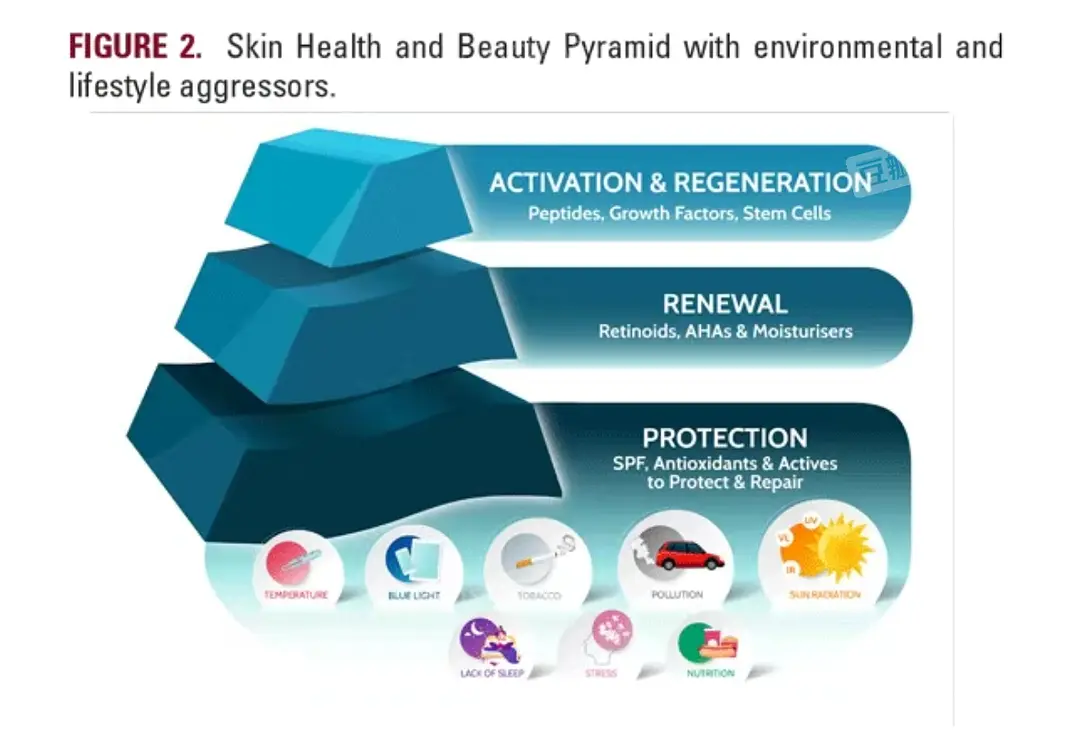 FIGURE 2. Skin Health and Beauty Pyramid with environmental and
lifestyle aggressors.
ACTIVATION & REGENERATION
Peptides, Growth Factors, Stem Cells
RENEWAL
Retinoids, AHAs & Moisturisers
PROTECTION
SPF, Antioxidants & Actives
to Protect & Repair
UV
VL
IR
TEMPERATURE
BLUE LIGHT
TOBACCO
POLLUTION
SUN RADIATION
LACK OF SLEEP
STRESS
NUTRITION